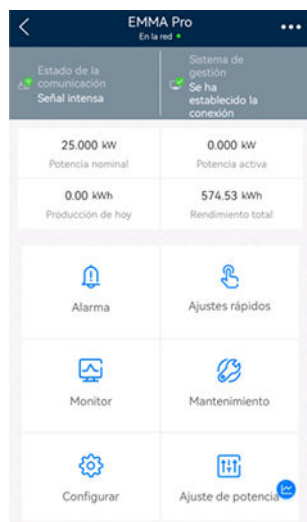 EMMA Pro
En la red
Estado de la
comunicación
Señal intensa
Sistema de
gestión
Se ha
establecido la
conexión
25.000 kW
Potencia nominal
0.000 kW
Potencia activa
0.00 kWh
Producción de hoy
574.53 kWh
Rendimiento total
Alarma
Ajustes rápidos
Monitor
Mantenimiento
Configurar
Ajuste de potencia